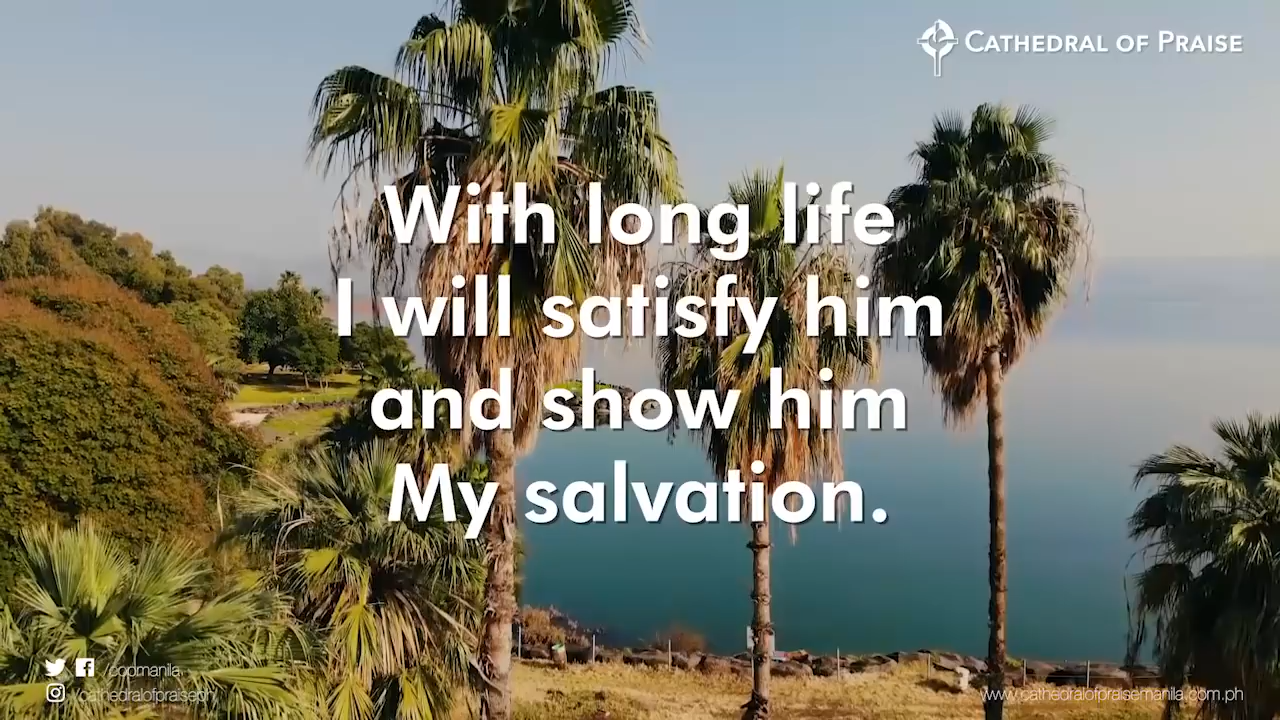 CATHEDRAL OF PRAISE
With long life
I will satisfy him
and show him
My salvation.
/copmanila
/cathedralofpraiseph
www.cathedralofpraisemanila.com.ph